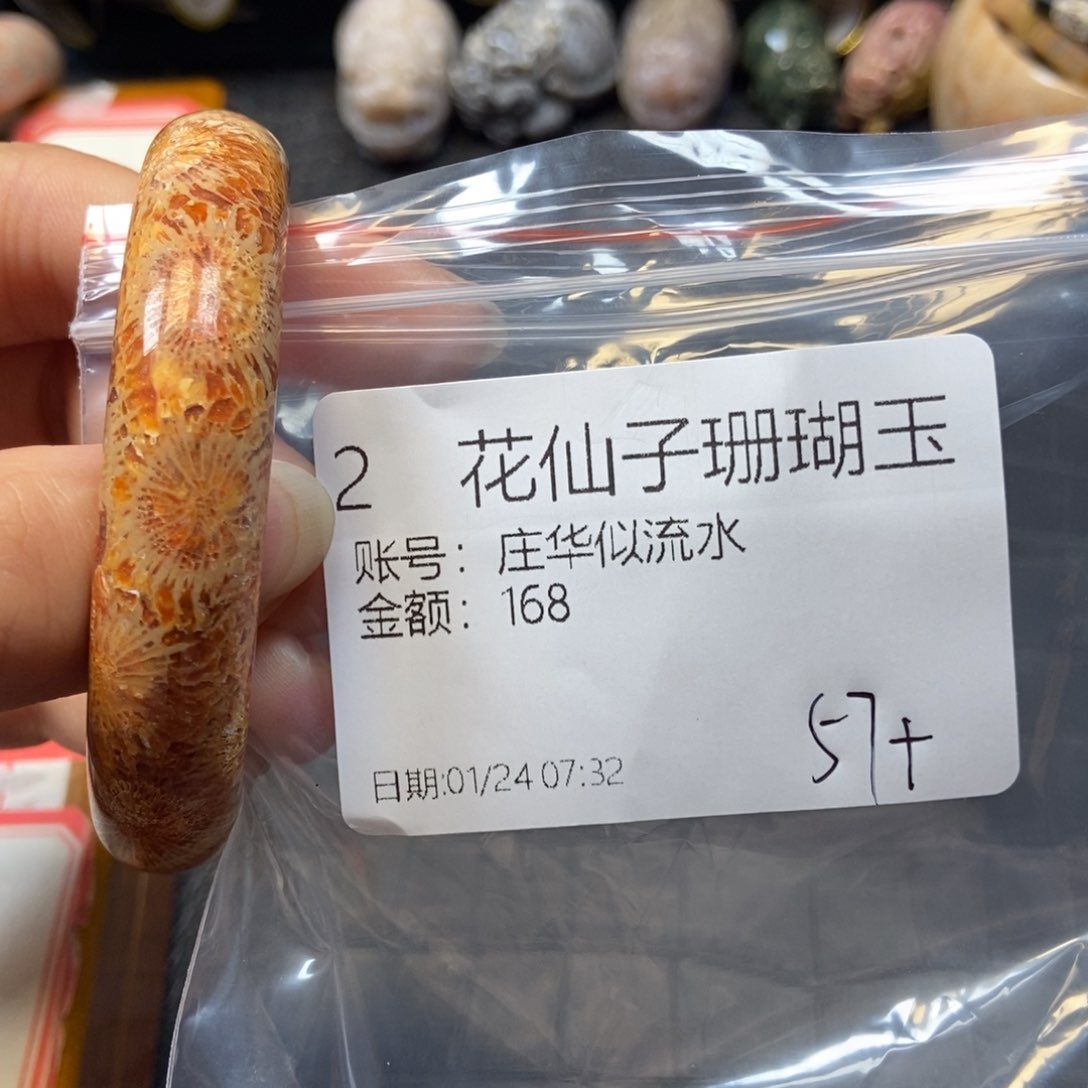 2 花仙子珊瑚玉
账号：庄华似流水
金额：168
57+
日期:01/24 07:32